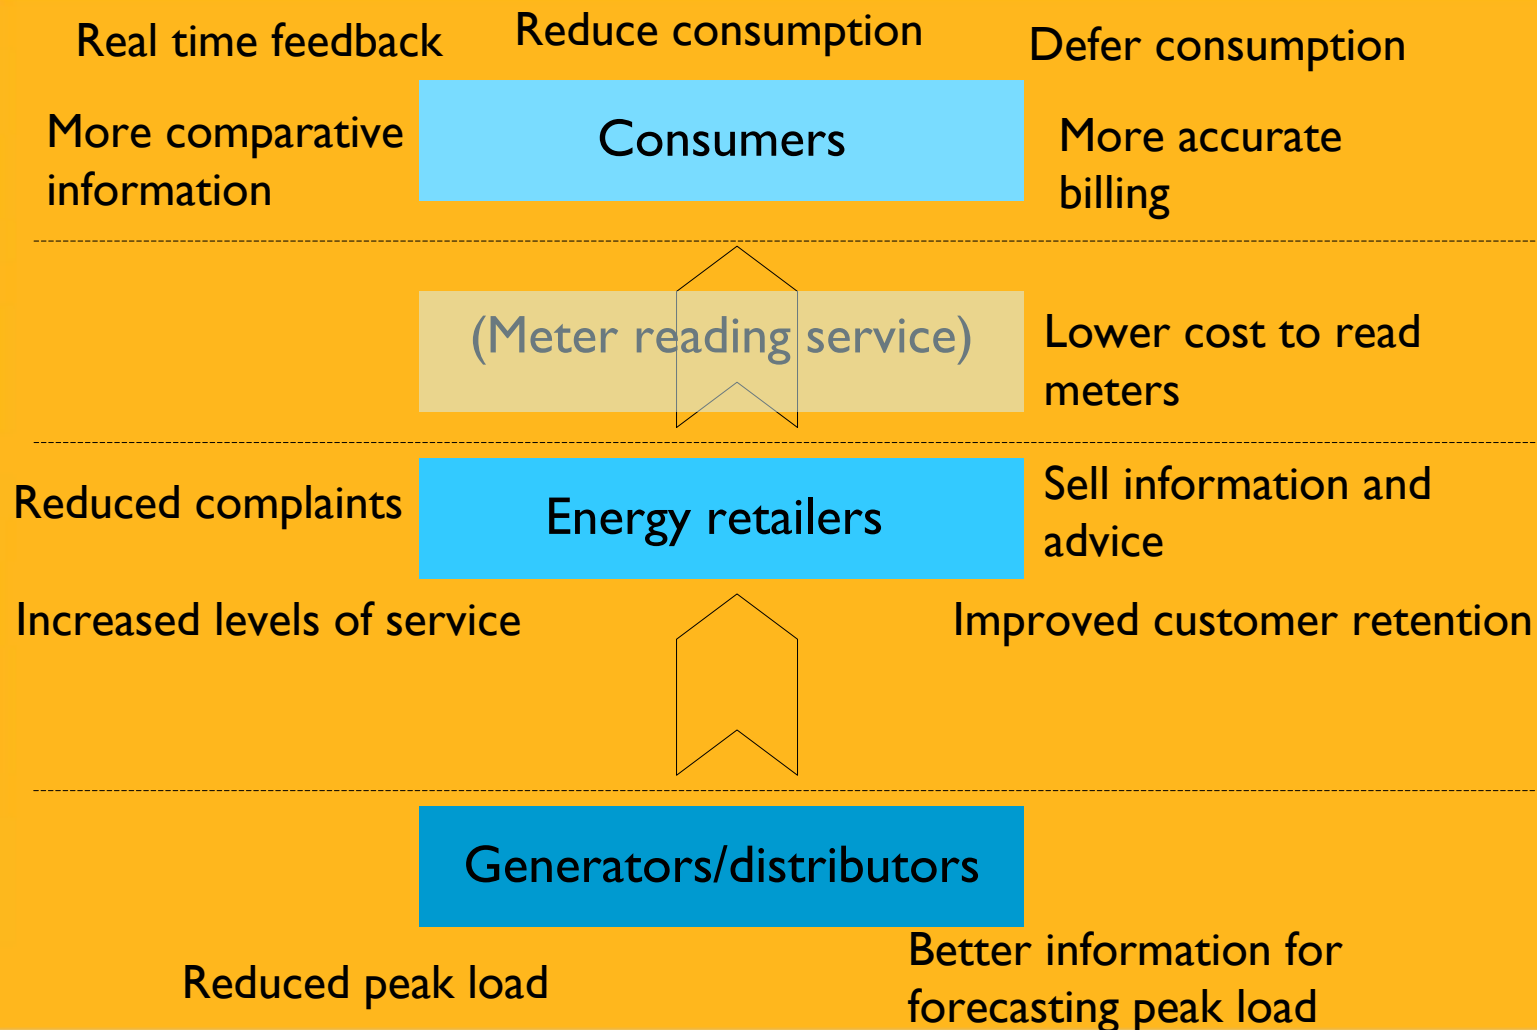 Real time feedback
Reduce consumption
Defer consumption
More comparative
information
Consumers
More accurate
billing
(Meter reading service)
Lower cost to read
meters
Reduced complaints
Energy retailers
Sell information and
advice
Increased levels of service
Improved customer retention
Generators/distributors
Reduced peak load
Better information for
forecasting peak load